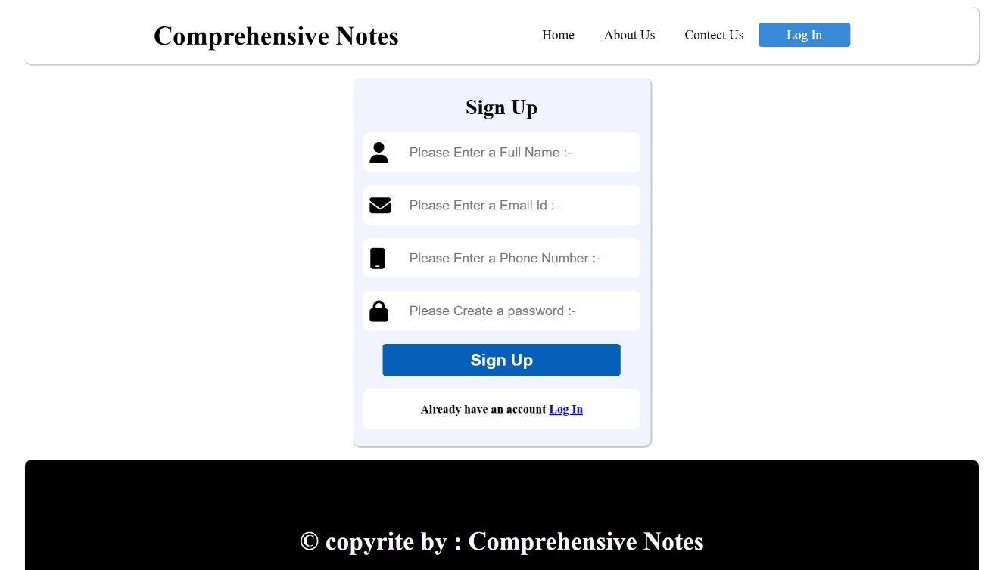 Comprehensive Notes
Home
About Us
Contect Us
Log In
Sign Up
Please Enter a Full Name :-
Please Enter a Email Id :-
Please Enter a Phone Number :-
Please Create a password :-
Sign Up
Already have an account Log In
© copyrite by : Comprehensive Notes